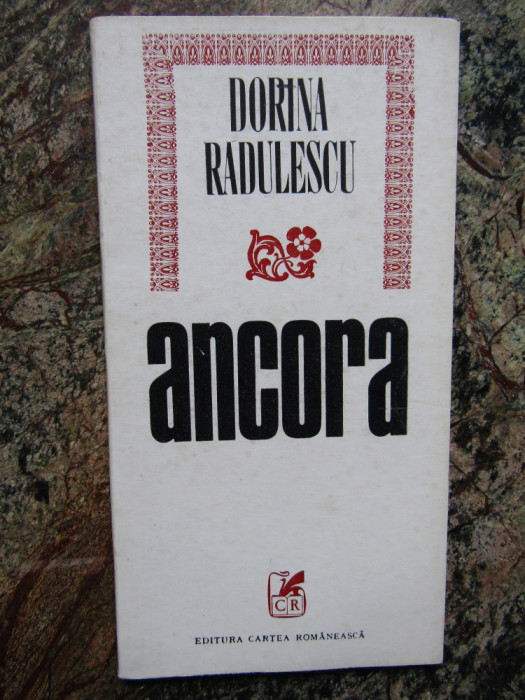 DORINA
RADULESCU
ancora
CR
EDITURA CARTEA ROMÂNEASCĂ